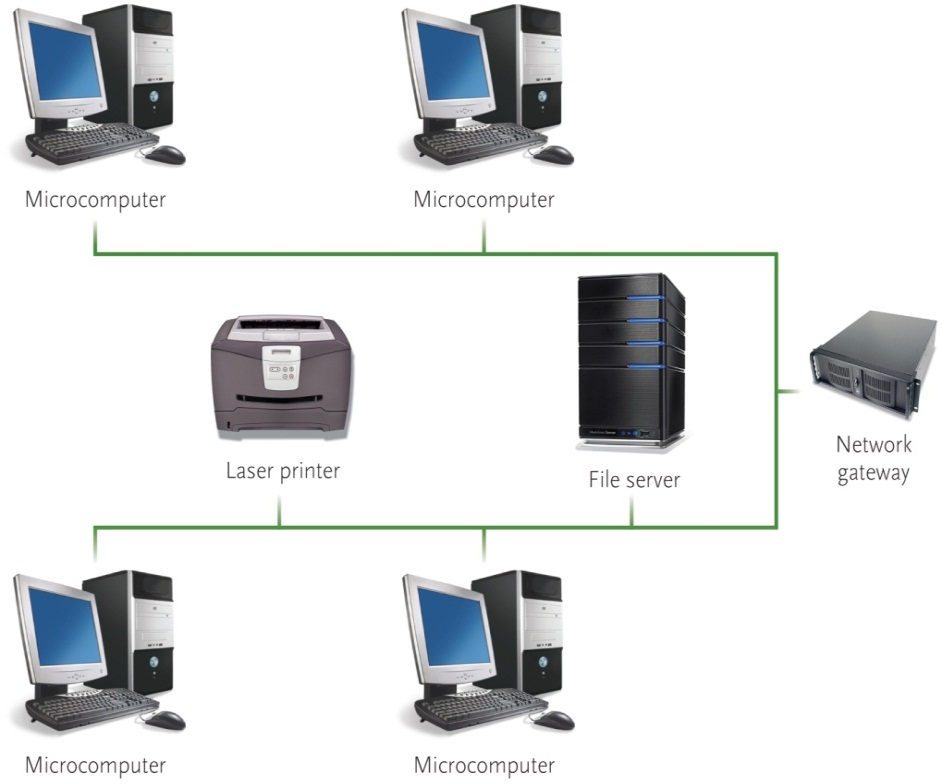 Microcomputer
Microcomputer
Laser printer
File server
Network
gateway
Microcomputer
Microcomputer